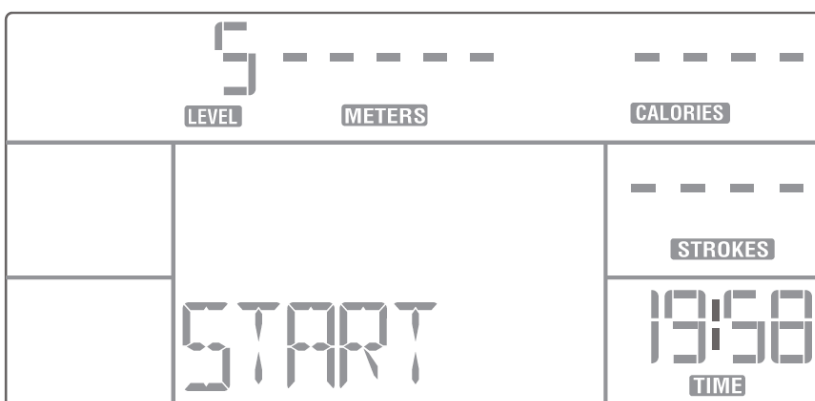 5 ----- ----
LEVEL METERS CALORIES
----
STROKES
START 19:58
TIME